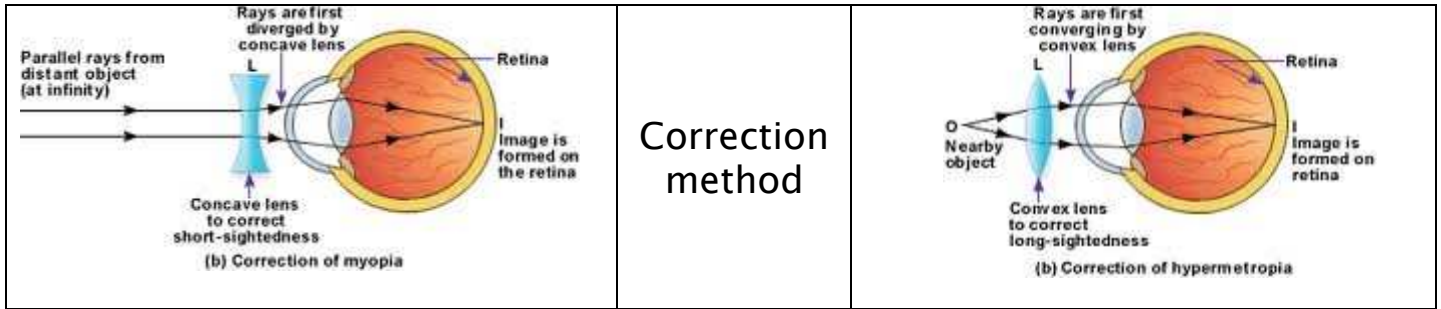 Rays are first
diverged by
concave lens
Parallel rays from
distant object
(at infinity)
L
Retina
I
Image is
formed on
the retina
Concave lens
to correct
short-sightedness
(b) Correction of myopia
Correction
method
Rays are first
converging by
convex lens
L
Retina
O
Nearby
object
I
Image is
formed on
retina
Convex lens
to correct
long-sightedness
(b) Correction of hypermetropia